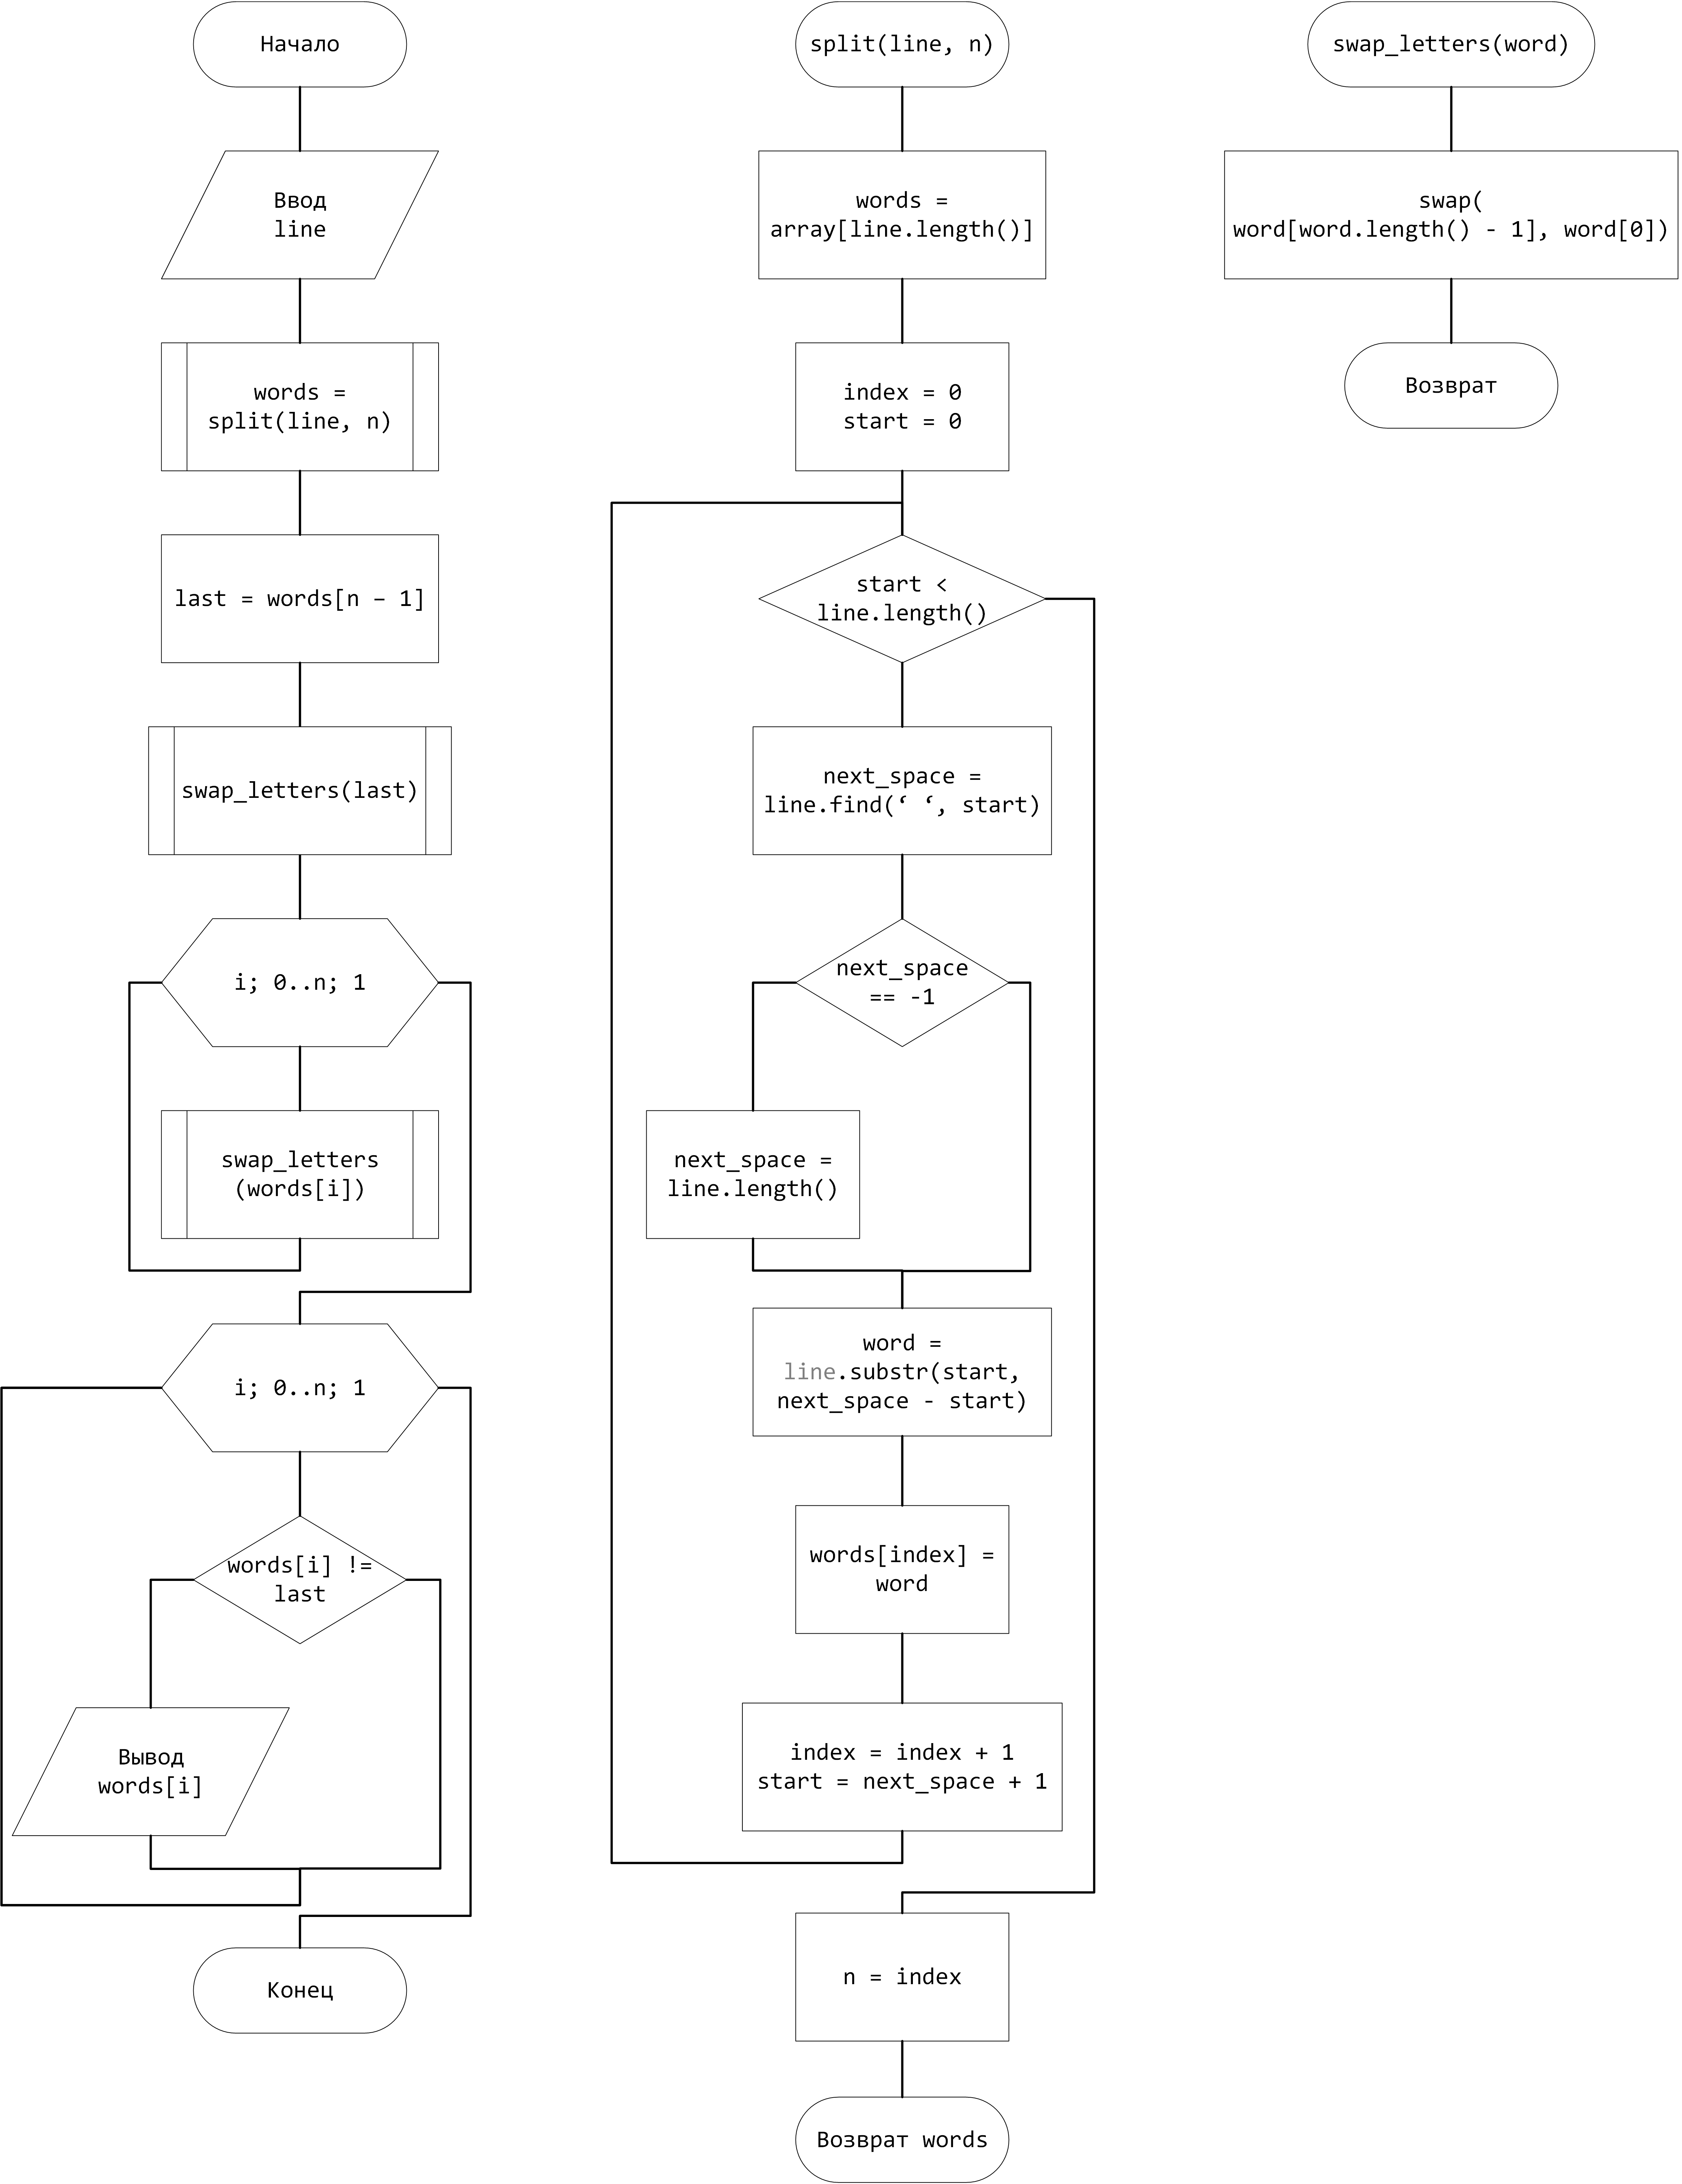 Начало
Ввод
line
words =
split(line, n)
last = words[n – 1]
swap_letters(last)
i; 0..n; 1
swap_letters
(words[i])
i; 0..n; 1
words[i] !=
last
Вывод
words[i]
Конец
split(line, n)
words =
array[line.length()]
index = 0
start = 0
start <
line.length()
next_space =
line.find(‘ ‘, start)
next_space
== -1
next_space =
line.length()
word =
line.substr(start,
next_space - start)
words[index] =
word
index = index + 1
start = next_space + 1
n = index
Возврат words
swap_letters(word)
swap(
word[word.length() - 1], word[0])
Возврат